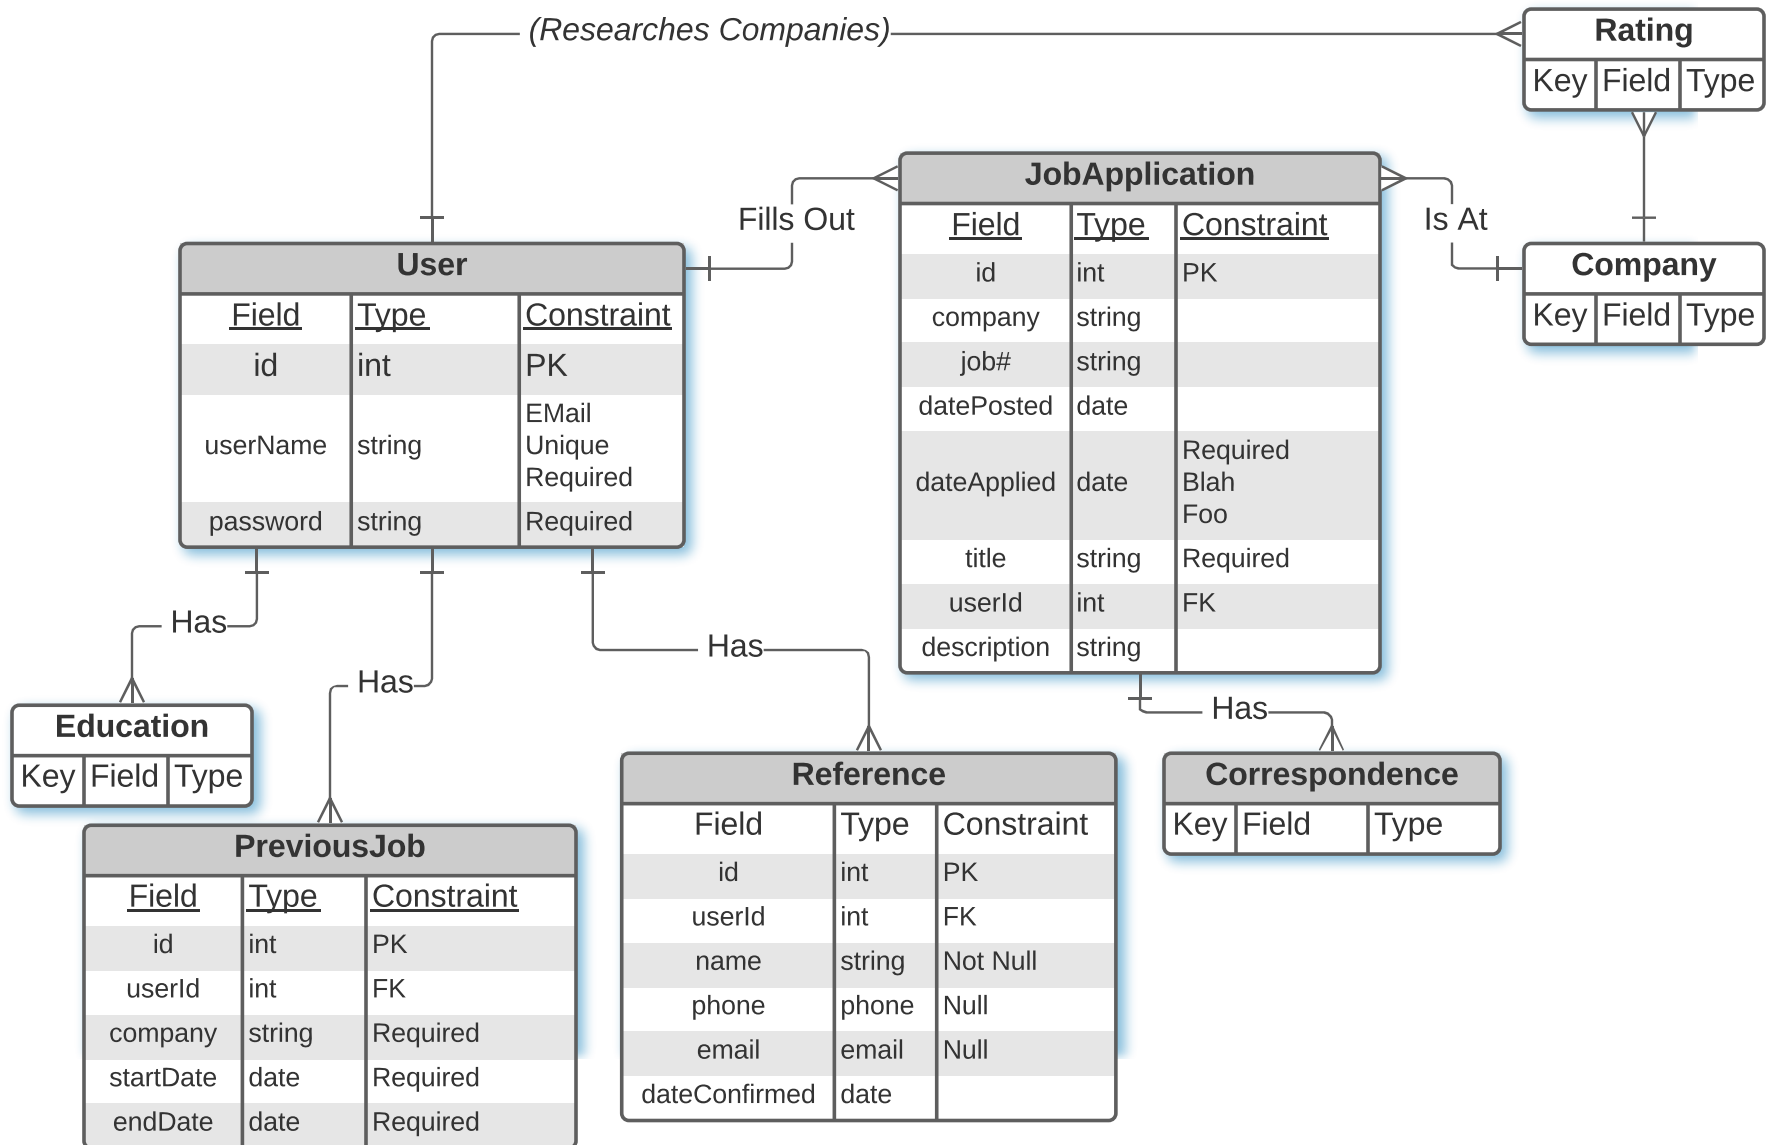 (Researches Companies)
Rating
Key Field Type
JobApplication
Field Type Constraint
id int PK
company string
job# string
datePosted date
dateApplied date Required
Blah
Foo
title string Required
userId int FK
description string
Fills Out
Is At
Company
Key Field Type
User
Field Type Constraint
id int PK
userName string EMail
Unique
Required
password string Required
Has
Has
Has
Has
Education
Key Field Type
PreviousJob
Field Type Constraint
id int PK
userId int FK
company string Required
startDate date Required
endDate date Required
Reference
Field Type Constraint
id int PK
userId int FK
name string Not Null
phone phone Null
email email Null
dateConfirmed date
Correspondence
Key Field Type